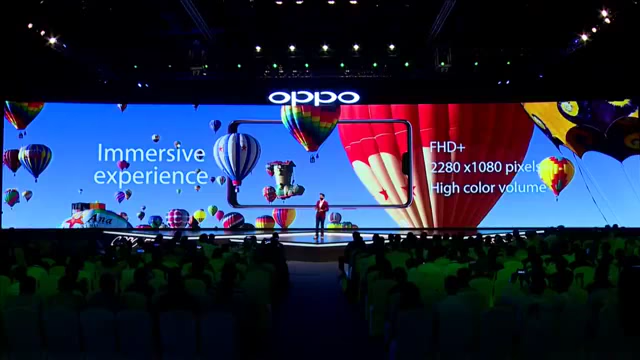 oppo
Immersive
experience
FHD+
2280 x1080 pixels
High color volume